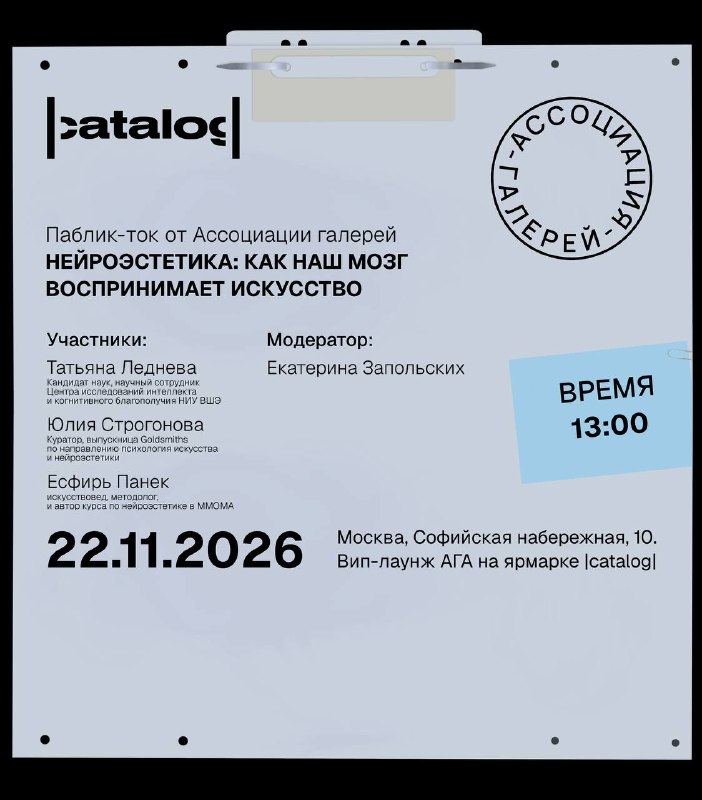 |catalog|
АССОЦИАЦИЯ-ГАЛЕРЕЙ-
Паблик-ток от Ассоциации галерей
НЕЙРОЭСТЕТИКА: КАК НАШ МОЗГ
ВОСПРИНИМАЕТ ИСКУССТВО
Участники:
Татьяна Леднева
Кандидат наук, научный сотрудник
Центра исследований интеллекта
и когнитивного благополучия НИУ ВШЭ
Юлия Строгонова
Куратор, выпускница Goldsmiths
по направлению психология искусства
и нейроэстетики
Есфирь Панек
искусствовед, методолог,
и автор курса по нейроэстетике в ММОМА
Модератор:
Екатерина Запольских
ВРЕМЯ
13:00
22.11.2026
Москва, Софийская набережная, 10.
Вип-лаунж АГА на ярмарке |catalog|